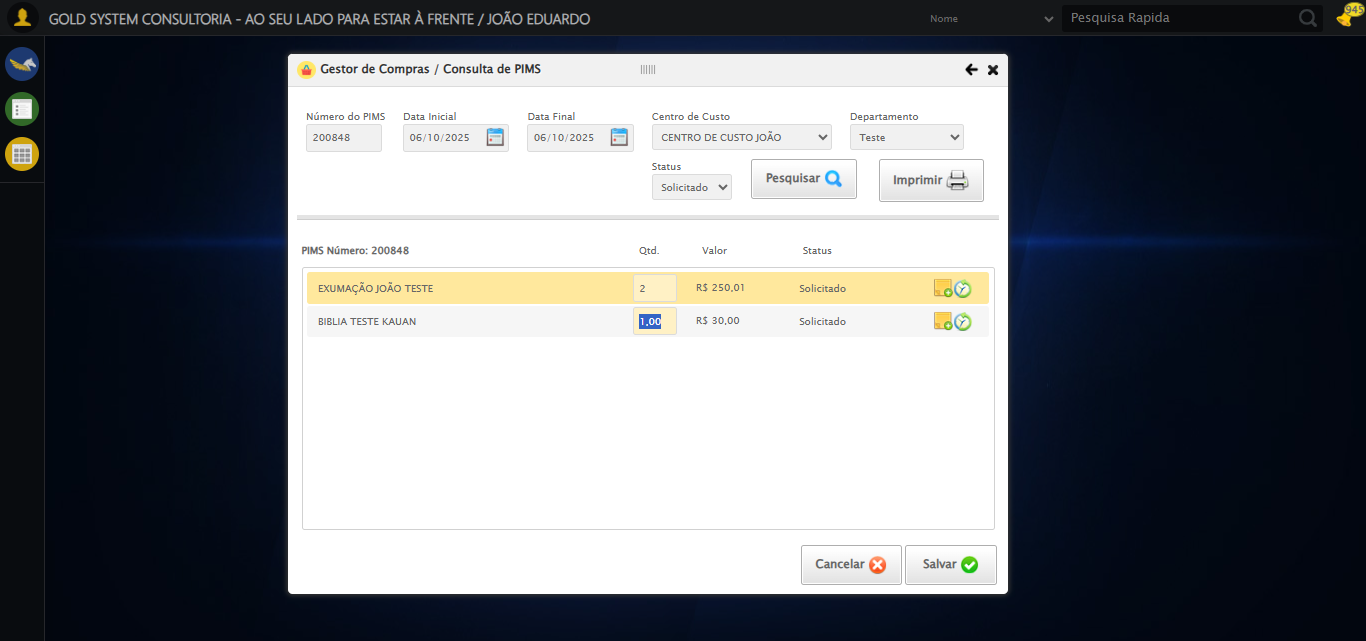 GOLD SYSTEM CONSULTORIA - AO SEU LADO PARA ESTAR À FRENTE / JOÃO EDUARDO
Nome
Pesquisa Rapida
945
Gestor de Compras / Consulta de PIMS
Número do PIMS Data Inicial Data Final Centro de Custo Departamento
200848 06/10/2025 06/10/2025 CENTRO DE CUSTO JOÃO Teste
Status
Solicitado Pesquisar Imprimir
PIMS Número: 200848 Qtd. Valor Status
EXUMAÇÃO JOÃO TESTE 2 R$ 250,01 Solicitado
BIBLIA TESTE KAUAN 1,00 R$ 30,00 Solicitado
Cancelar Salvar